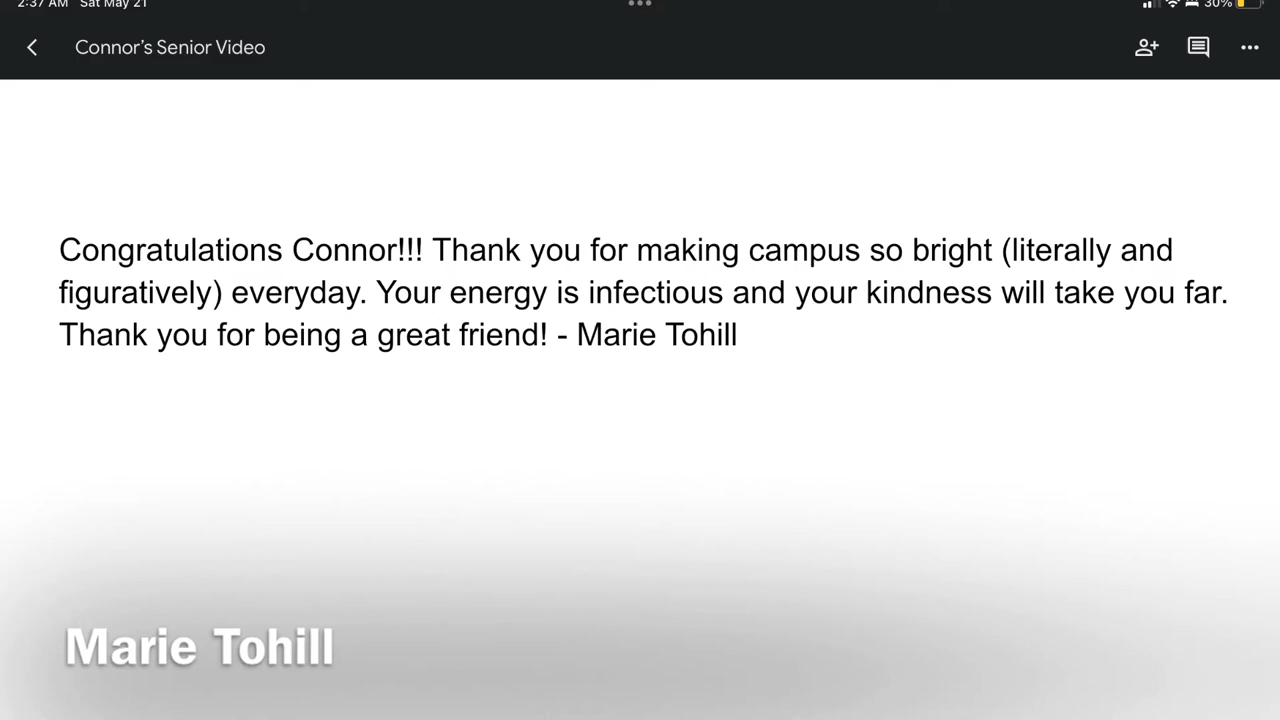 2:37 AM Sat May 21
30%
Connor's Senior Video
Congratulations Connor!!! Thank you for making campus so bright (literally and
figuratively) everyday. Your energy is infectious and your kindness will take you far.
Thank you for being a great friend! - Marie Tohill
Marie Tohill